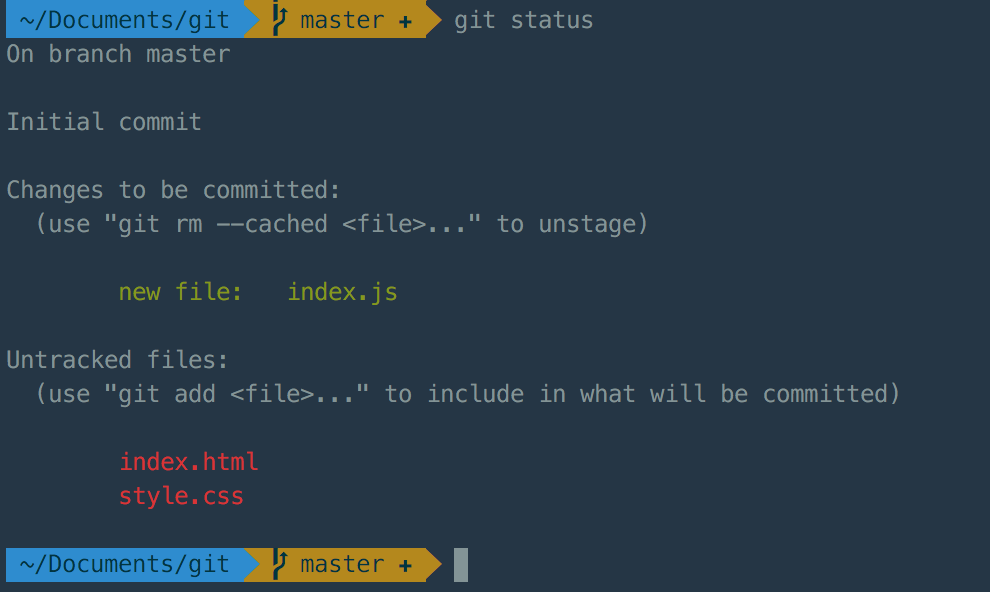 ~/Documents/git master + git status
On branch master
Initial commit
Changes to be committed:
(use "git rm --cached <file>..." to unstage)
new file: index.js
Untracked files:
(use "git add <file>..." to include in what will be committed)
index.html
style.css
~/Documents/git master +